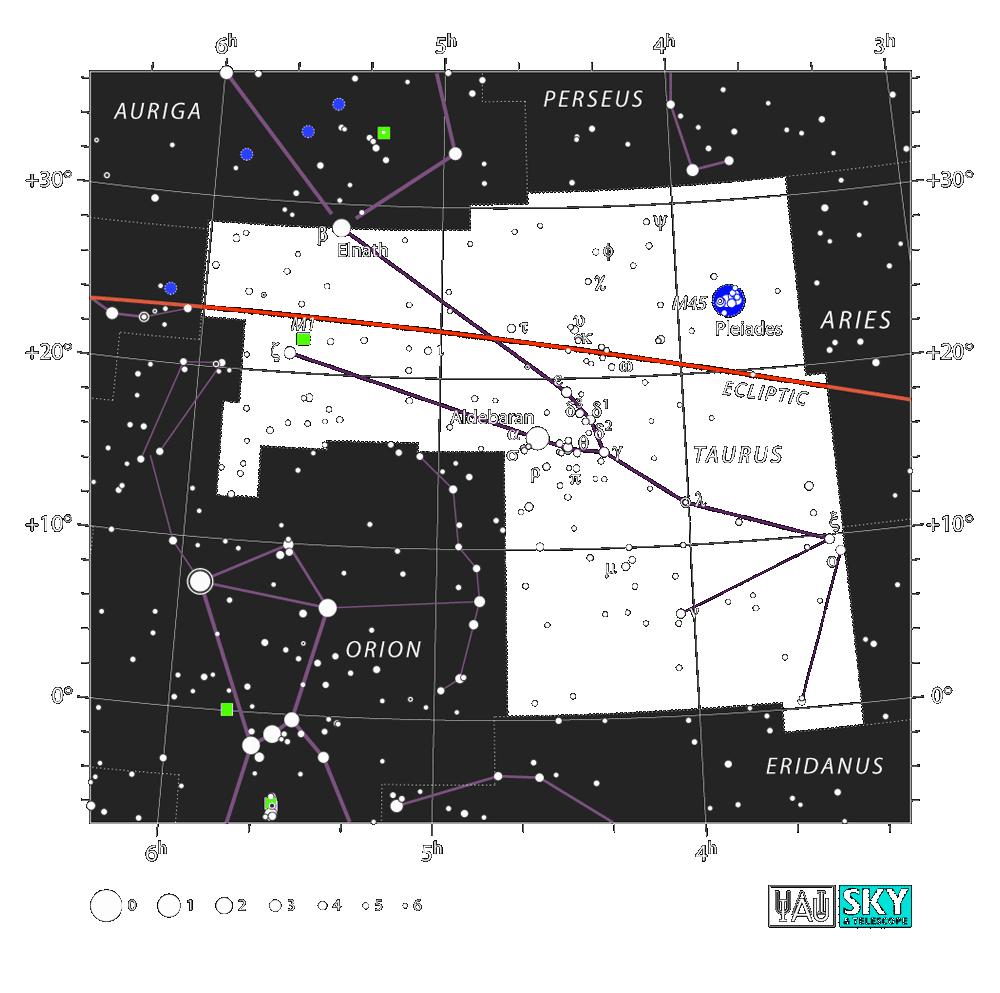 6h 5h 4h 3h
AURIGA
PERSEUS
+30° +30°
ψ
β
Elnath
ϕ
χ
M45
Pleiades
ARIES
M1
τ
υ
κ
+20° +20°
ζ
ω
ε
ECLIPTIC
δ³
δ¹
Aldebaran
δ²
α
θ
γ
TAURUS
σ
ρ
π
λ
+10° +10°
ξ
ο
μ
ν
ORION
0° 0°
ERIDANUS
6h 5h 4h
0 1 2 3 4 5 6
IAU
SKY
& TELESCOPE